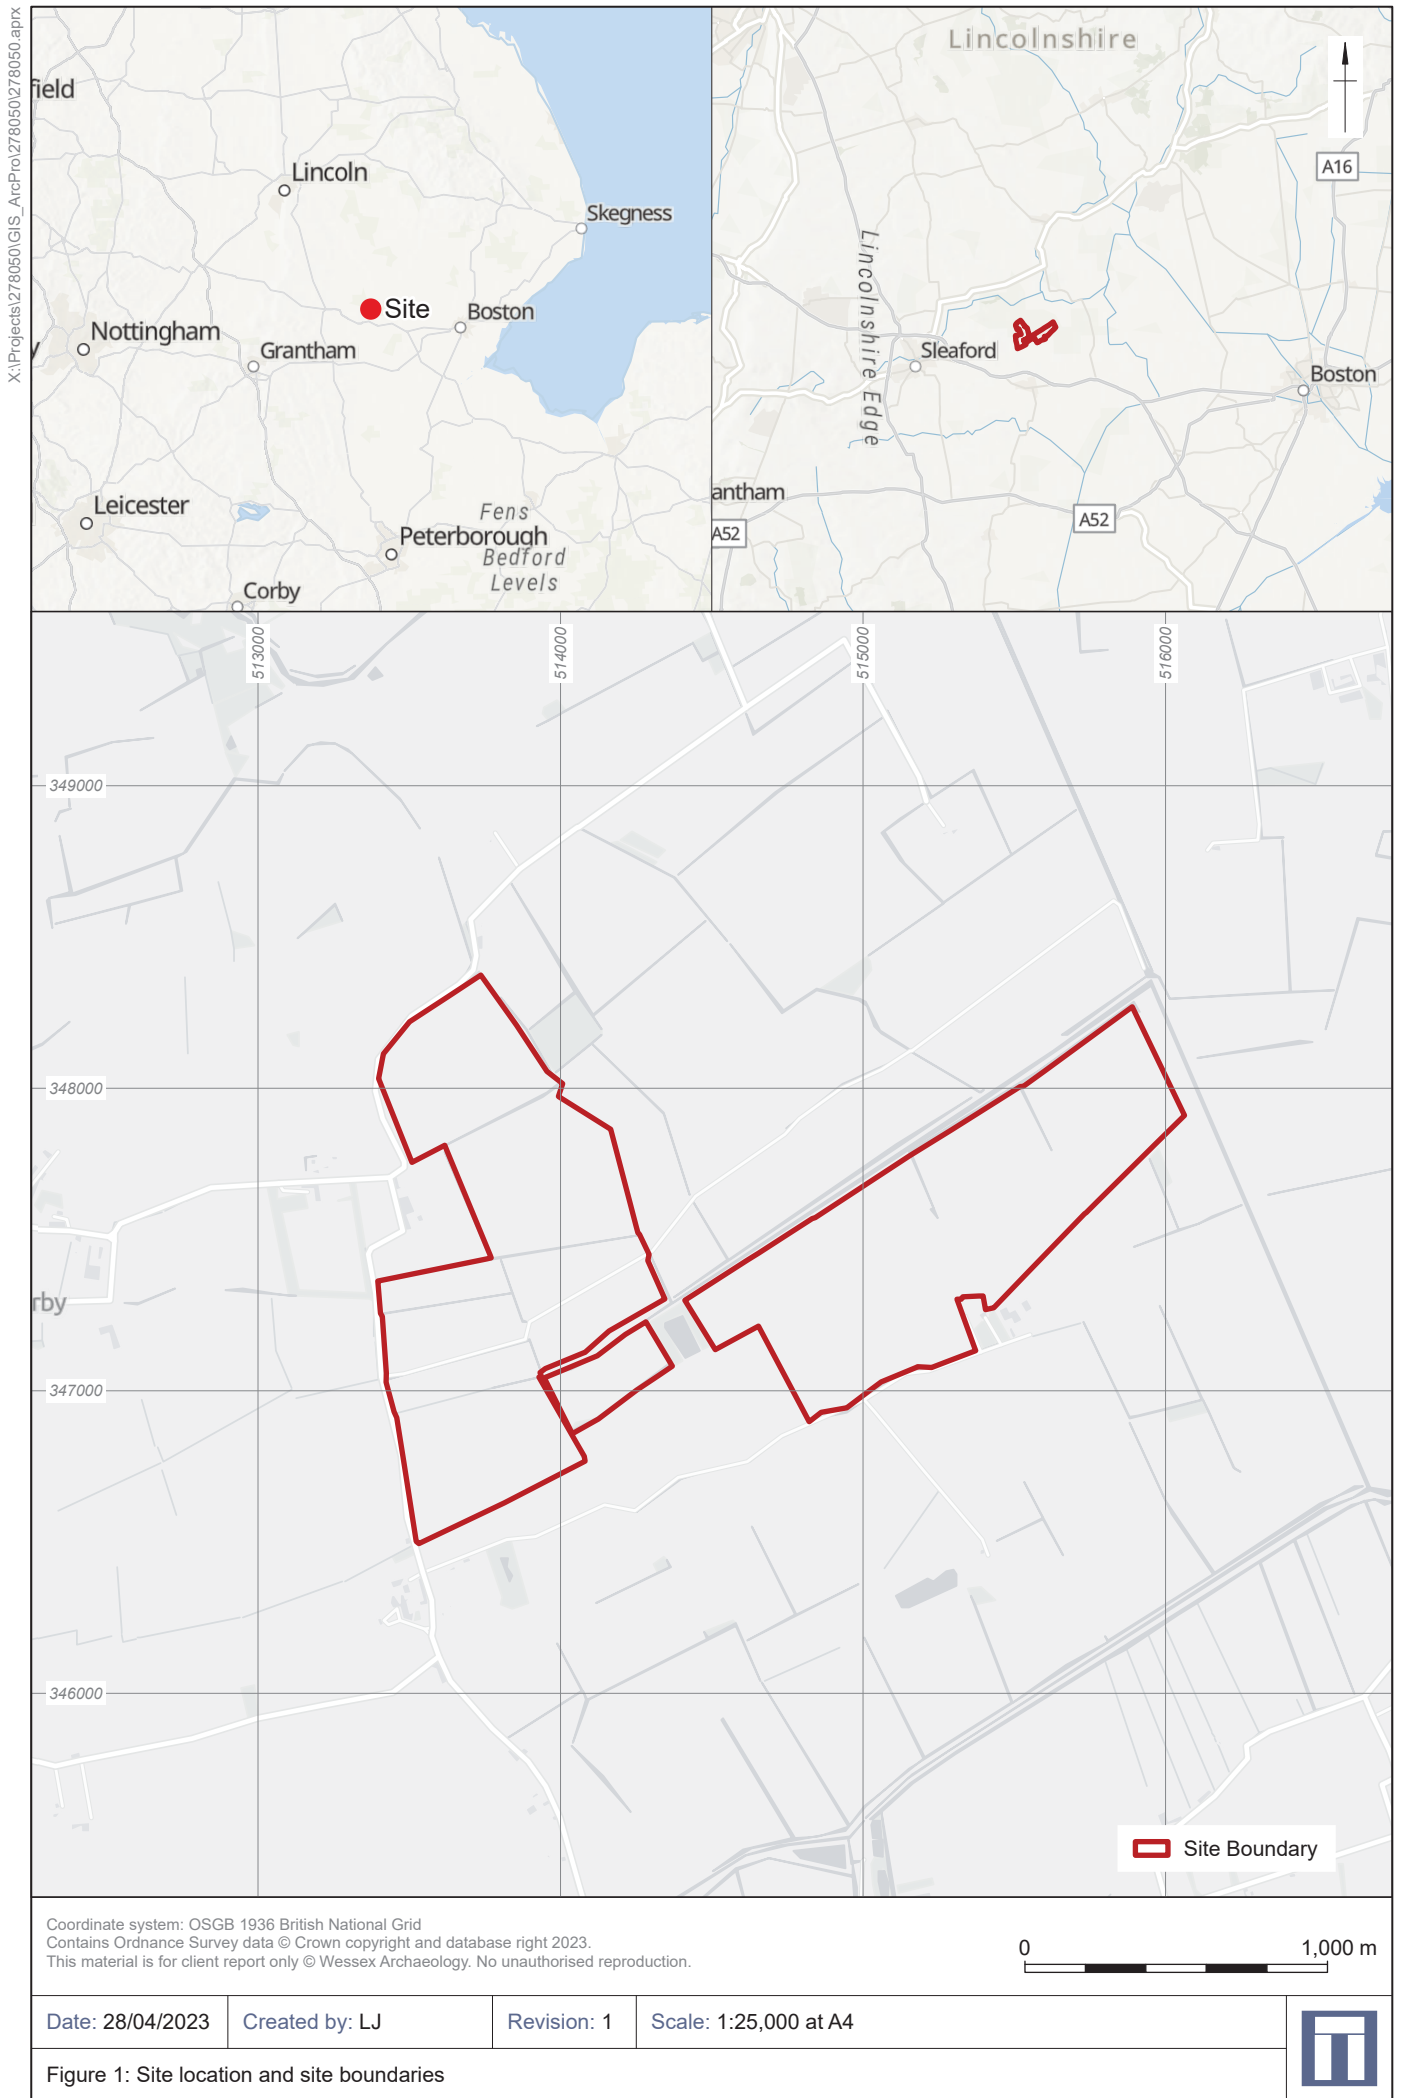 X:\Projects\278050\GIS_ArcPro\278050\278050.aprx
field
Lincoln
Skegness
Site
Boston
Nottingham
y
Grantham
Leicester
Fens
Peterborough
Bedford
Levels
Corby
Lincolnshire
A16
Lincolnshire Edge
Sleaford
Boston
antham
A52
A52
513000
514000
515000
516000
349000
348000
rby
347000
346000
Site Boundary
Coordinate system: OSGB 1936 British National Grid
Contains Ordnance Survey data © Crown copyright and database right 2023.
This material is for client report only © Wessex Archaeology. No unauthorised reproduction.
0 1,000 m
Date: 28/04/2023
Created by: LJ
Revision: 1
Scale: 1:25,000 at A4
Figure 1: Site location and site boundaries